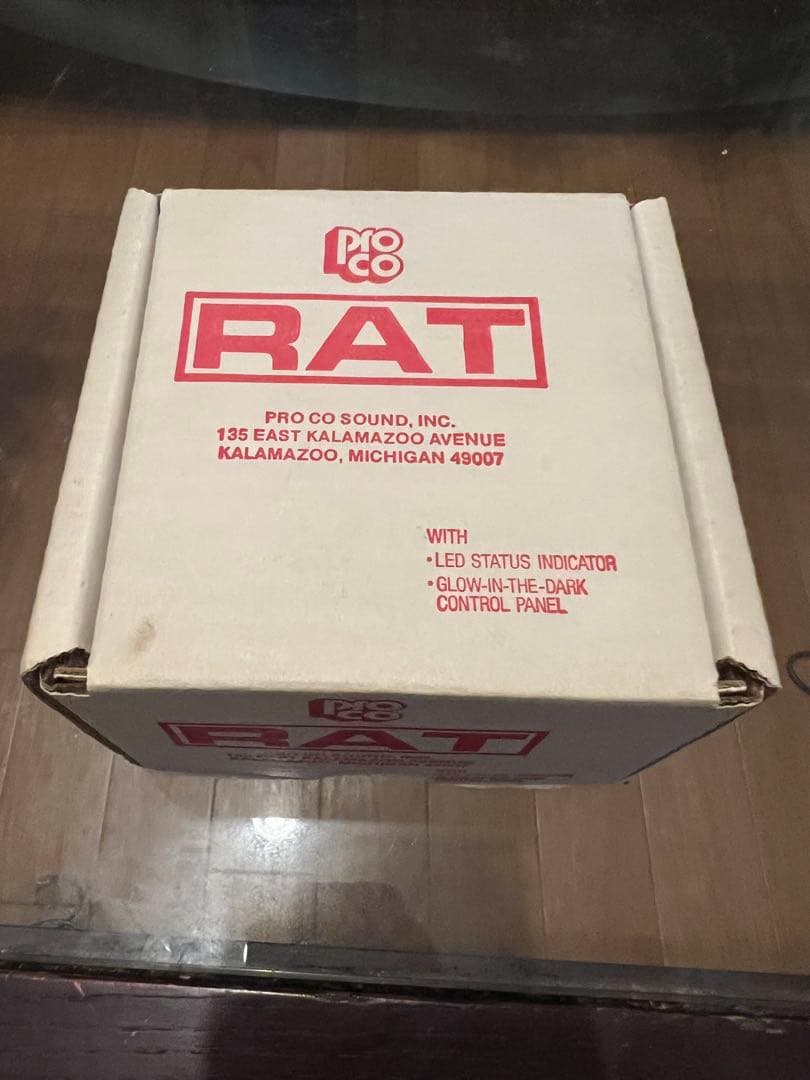 pro
co
RAT
PRO CO SOUND, INC.
135 EAST KALAMAZOO AVENUE
KALAMAZOO, MICHIGAN 49007
WITH
• LED STATUS INDICATOR
• GLOW-IN-THE-DARK
CONTROL PANEL
pro
co
RAT